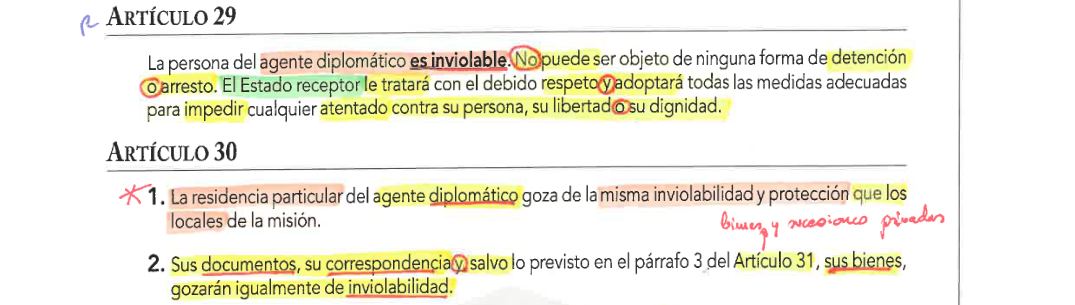 ARTÍCULO 29
La persona del agente diplomático es inviolable. No puede ser objeto de ninguna forma de detención
o arresto. El Estado receptor le tratará con el debido respeto y adoptará todas las medidas adecuadas
para impedir cualquier atentado contra su persona, su libertad o su dignidad.
ARTÍCULO 30
* 1. La residencia particular del agente diplomático goza de la misma inviolabilidad y protección que los
locales de la misión.
y privadas
2. Sus documentos, su correspondencia y, salvo lo previsto en el párrafo 3 del Artículo 31, sus bienes,
gozarán igualmente de inviolabilidad.